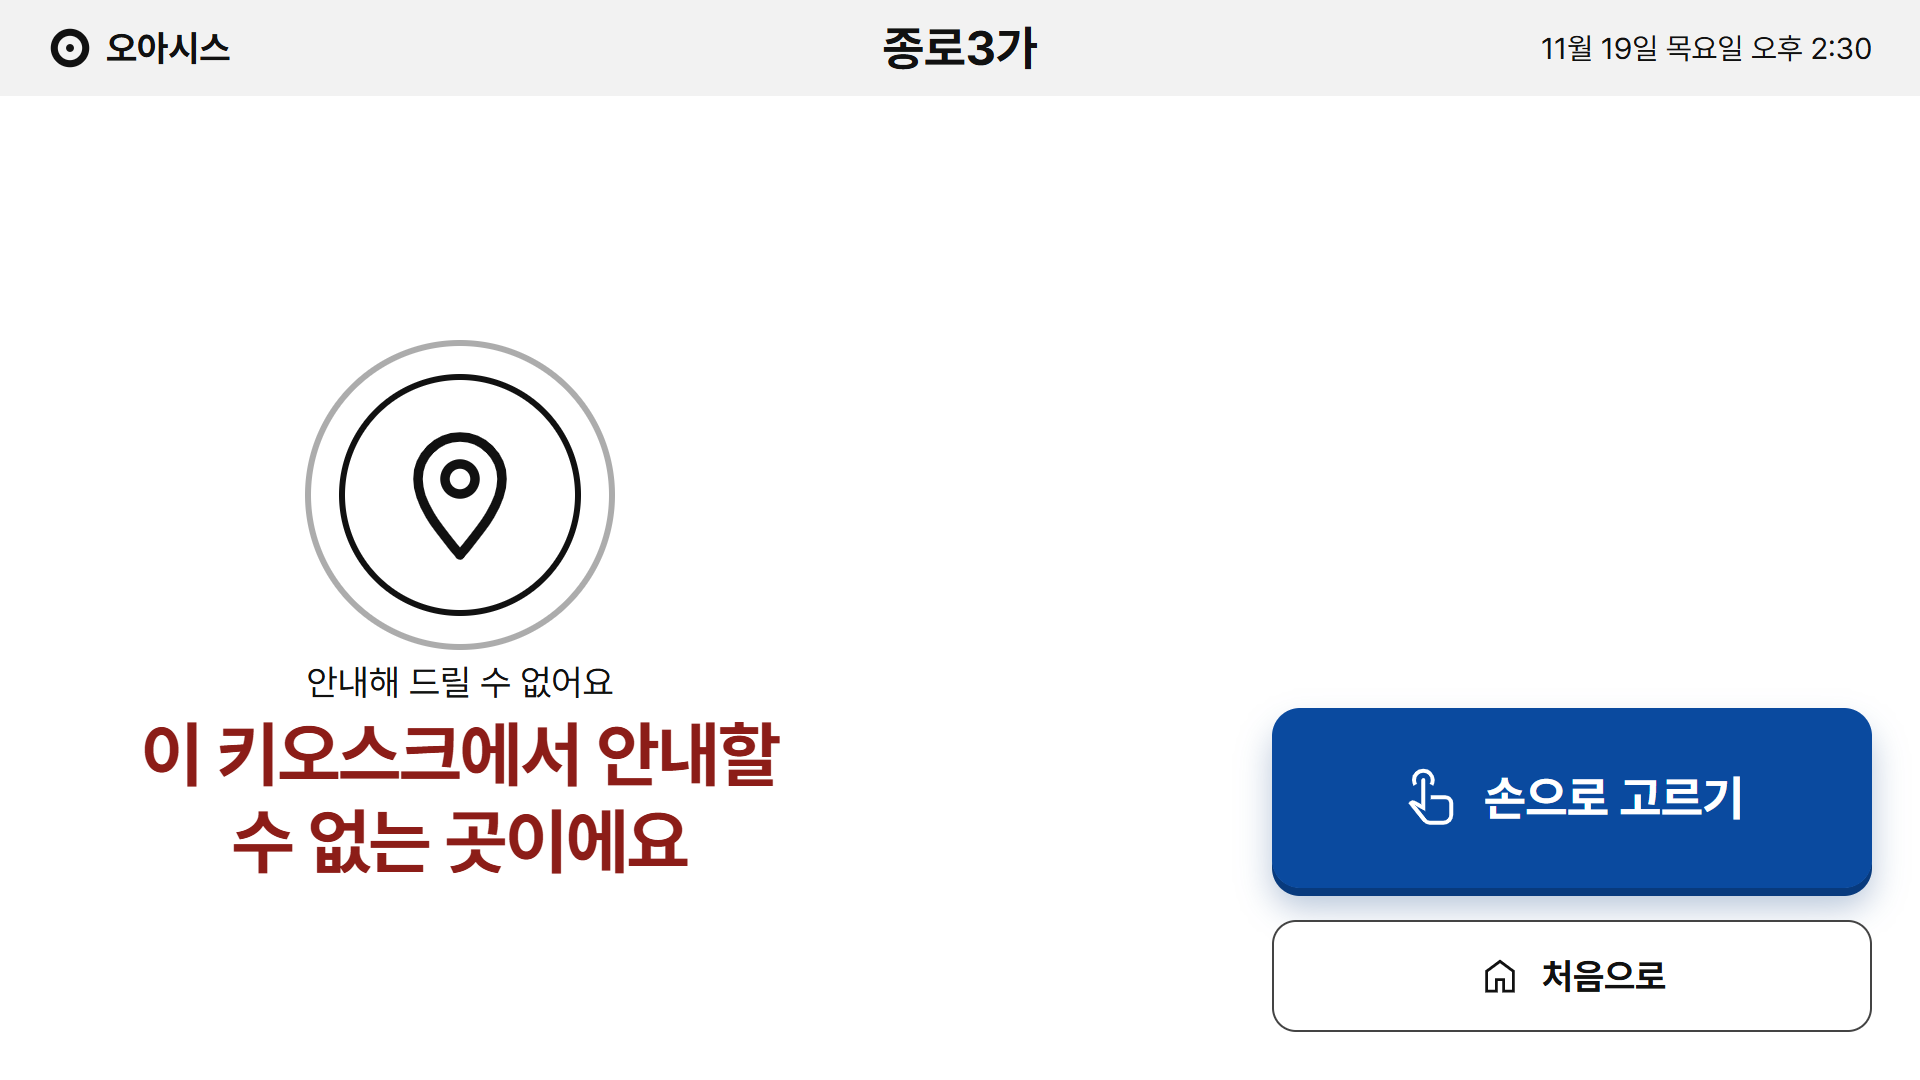 오아시스
종로3가
11월 19일 목요일 오후 2:30
안내해 드릴 수 없어요
이 키오스크에서 안내할
수 없는 곳이에요
손으로 고르기
처음으로